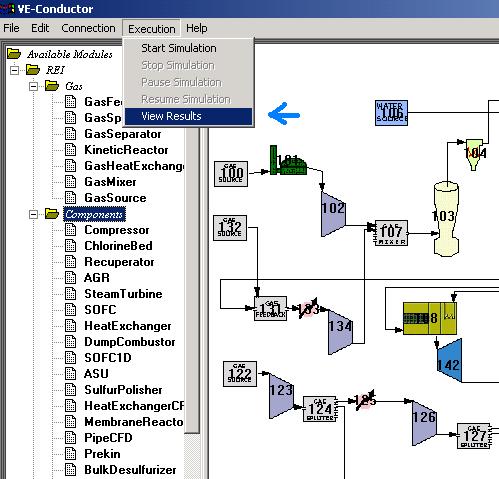 VE-Conductor
File Edit Connection Execution Help
Start Simulation
Stop Simulation
Pause Simulation
Resume Simulation
View Results
Available Modules
REI
Gas
GasFee
GasSp
GasSeparator
KineticReactor
GasHeatExchang
GasMixer
GasSource
Components
Compressor
ChlorineBed
Recuperator
AGR
SteamTurbine
SOFC
HeatExchanger
DumpCombustor
SOFC1D
ASU
SulfurPolisher
HeatExchangerCF
MembraneReacto
PipeCFD
Prekin
BulkDesulfurizer
WATER
106
SOURCE
104
101
GAS
100
SOURCE
102
103
GAS
132
SOURCE
GAS
107
MIXER
GAS
131
FEEDBACK
133
134
8
142
GAS
122
SOURCE
123
GAS
124
SPLITTER
125
126
GAS
127
SPLITTER